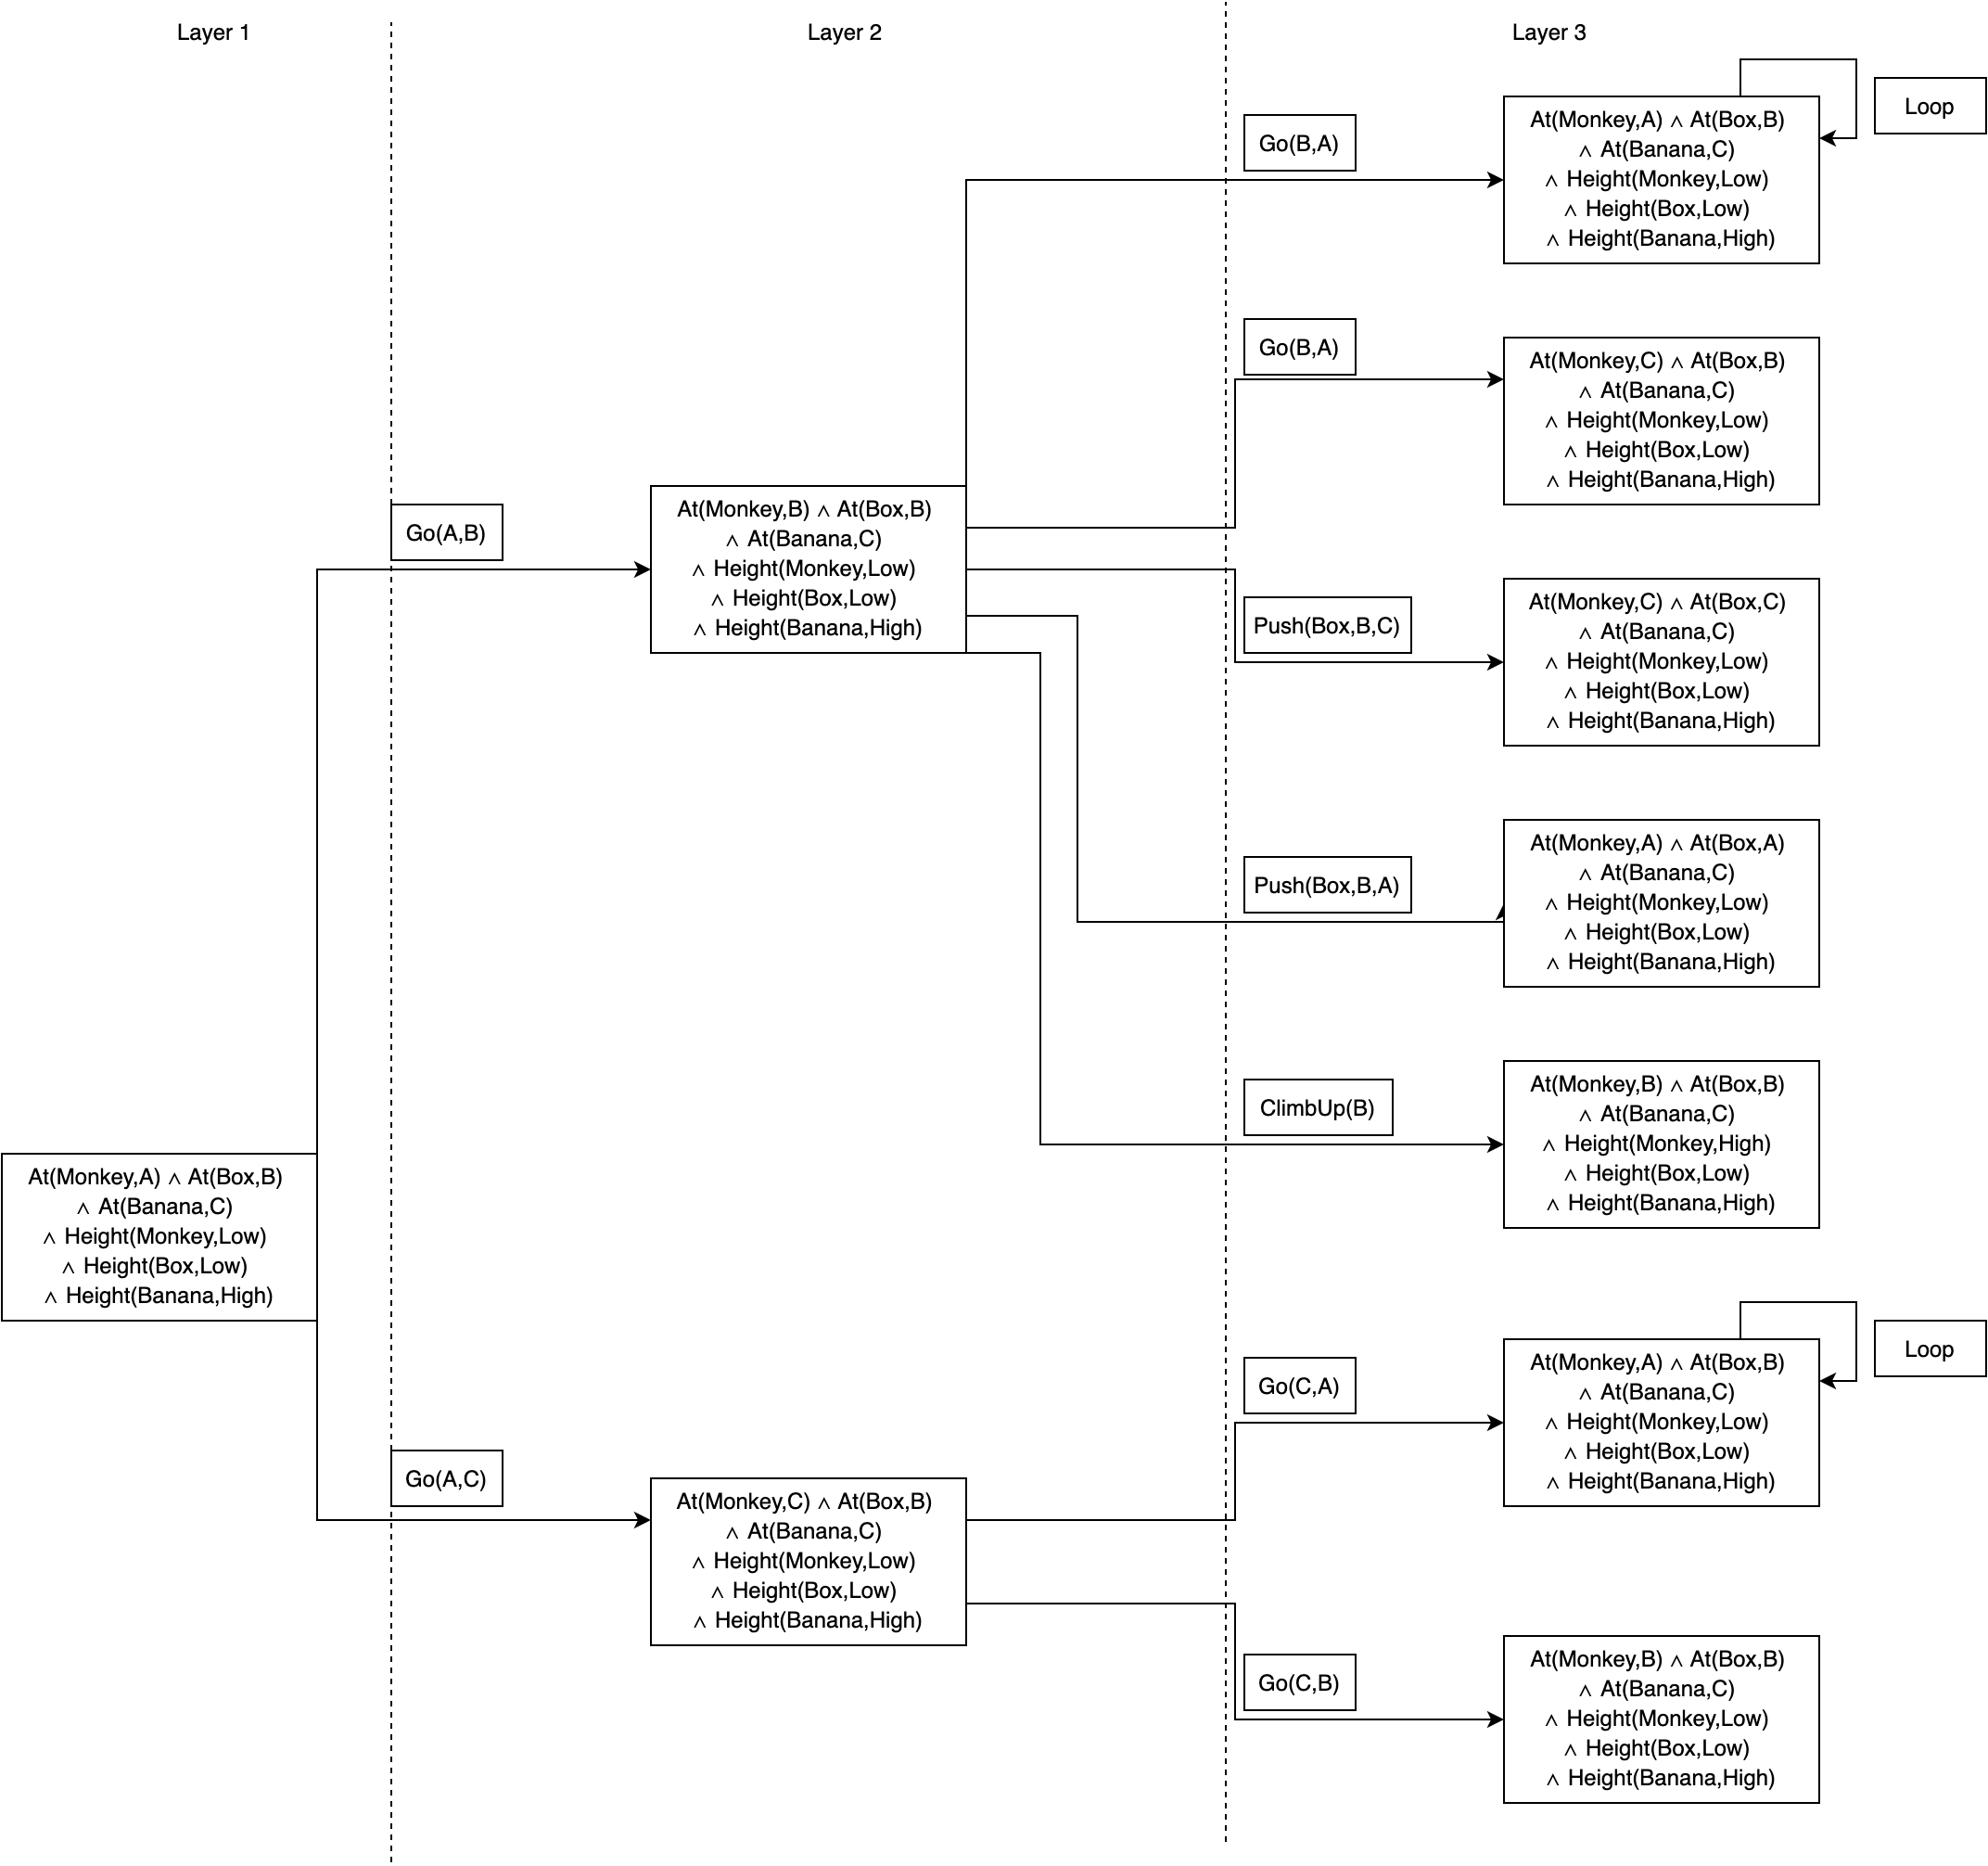 Layer 1
Layer 2
Layer 3
Go(B,A)
At(Monkey,A) ∧ At(Box,B)
∧ At(Banana,C)
∧ Height(Monkey,Low)
∧ Height(Box,Low)
∧ Height(Banana,High)
Loop
Go(B,A)
At(Monkey,C) ∧ At(Box,B)
∧ At(Banana,C)
∧ Height(Monkey,Low)
∧ Height(Box,Low)
∧ Height(Banana,High)
Go(A,B)
At(Monkey,B) ∧ At(Box,B)
∧ At(Banana,C)
∧ Height(Monkey,Low)
∧ Height(Box,Low)
∧ Height(Banana,High)
Push(Box,B,C)
At(Monkey,C) ∧ At(Box,C)
∧ At(Banana,C)
∧ Height(Monkey,Low)
∧ Height(Box,Low)
∧ Height(Banana,High)
Push(Box,B,A)
At(Monkey,A) ∧ At(Box,A)
∧ At(Banana,C)
∧ Height(Monkey,Low)
∧ Height(Box,Low)
∧ Height(Banana,High)
ClimbUp(B)
At(Monkey,B) ∧ At(Box,B)
∧ At(Banana,C)
∧ Height(Monkey,High)
∧ Height(Box,Low)
∧ Height(Banana,High)
At(Monkey,A) ∧ At(Box,B)
∧ At(Banana,C)
∧ Height(Monkey,Low)
∧ Height(Box,Low)
∧ Height(Banana,High)
Go(C,A)
At(Monkey,A) ∧ At(Box,B)
∧ At(Banana,C)
∧ Height(Monkey,Low)
∧ Height(Box,Low)
∧ Height(Banana,High)
Loop
Go(A,C)
At(Monkey,C) ∧ At(Box,B)
∧ At(Banana,C)
∧ Height(Monkey,Low)
∧ Height(Box,Low)
∧ Height(Banana,High)
Go(C,B)
At(Monkey,B) ∧ At(Box,B)
∧ At(Banana,C)
∧ Height(Monkey,Low)
∧ Height(Box,Low)
∧ Height(Banana,High)